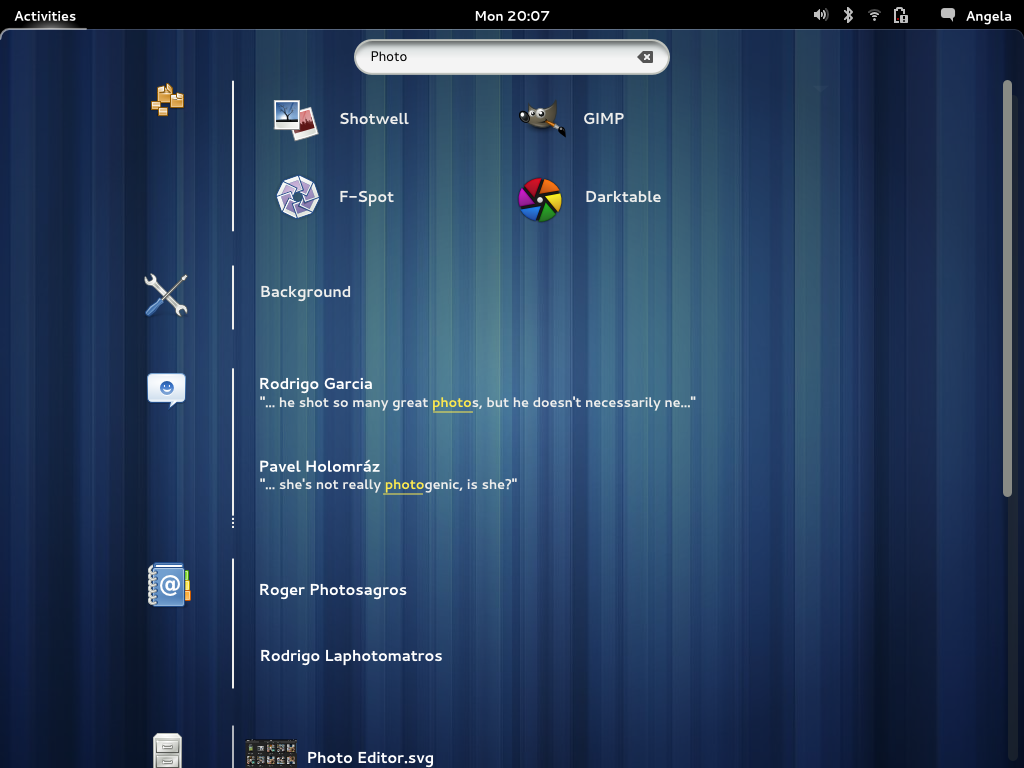 Activities
Mon 20:07
Angela
Photo
Shotwell
GIMP
F-Spot
Darktable
Background
Rodrigo Garcia
"... he shot so many great photos, but he doesn't necessarily ne..."
Pavel Holomráz
"... she's not really photogenic, is she?"
Roger Photosagros
Rodrigo Laphotomatros
Photo Editor.svg